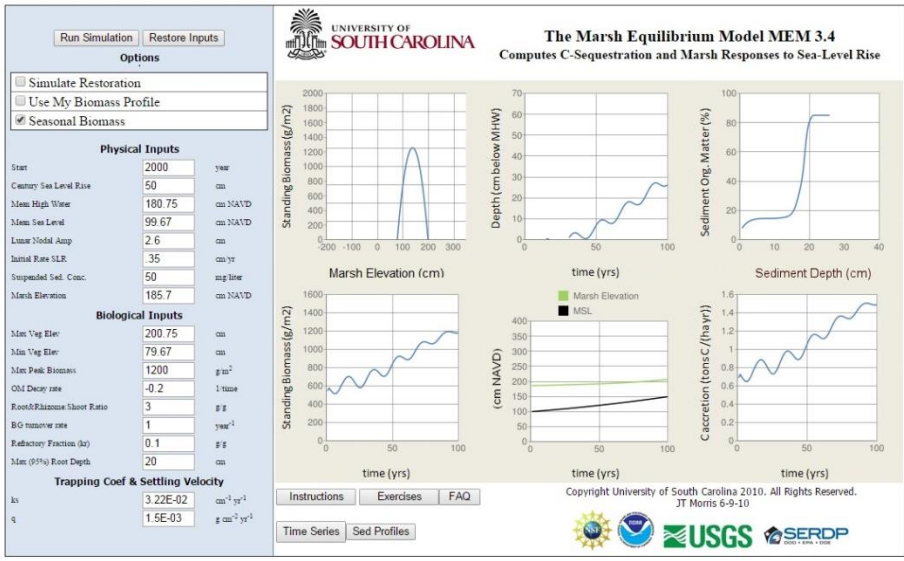 Run Simulation Restore Inputs
Options
Simulate Restoration
Use My Biomass Profile
Seasonal Biomass
Physical Inputs
Start 2000 year
Century Sea Level Rise 50 cm
Mean High Water 180.75 cm NAVD
Mean Sea Level 99.67 cm NAVD
Lunar Nodal Amp 2.6 cm
Initial Rate SLR .35 cm/yr
Suspended Sed. Conc. 50 mg/liter
Marsh Elevation 185.7 cm NAVD
Biological Inputs
Max Veg Elev 200.75 cm
Min Veg Elev 79.67 cm
Max Peak Biomass 1200 g/m2
OM Decay rate -0.2 1/time
Root&Rhizome:Shoot Ratio 3 g/g
BG turnover rate 1 year-1
Refractory Fraction (kr) 0.1 g/g
Max (95%) Root Depth 20 cm
Trapping Coef & Settling Velocity
ks 3.22E-02 cm-1 yr-1
q 1.5E-03 g cm-2 yr-1
UNIVERSITY OF
SOUTH CAROLINA
The Marsh Equilibrium Model MEM 3.4
Computes C-Sequestration and Marsh Responses to Sea-Level Rise
Standing Biomass(g/m2)
2000
1800
1600
1400
1200
1000
800
600
400
200
0
-200 -100 0 100 200 300
Marsh Elevation (cm)
Depth (cm below MHW)
70
60
50
40
30
20
10
0
0 50 100
time (yrs)
Sediment Org. Matter (%)
100
80
60
40
20
0
0 10 20 30 40
Sediment Depth (cm)
Standing Biomass(g/m2)
1600
1400
1200
1000
800
600
400
200
0
0 50 100
time (yrs)
Marsh Elevation
MSL
(cm NAVD)
400
350
300
250
200
150
100
50
0
0 50 100
time (yrs)
C accretion (tons C /(ha yr))
1.6
1.4
1.2
1
0.8
0.6
0.4
0.2
0
0 50 100
time (yrs)
Instructions Exercises FAQ
Time Series Sed Profiles
Copyright University of South Carolina 2010. All Rights Reserved.
JT Morris 6-9-10
NSF
NOAA
USGS
SERDP
DOD • EPA • DOE